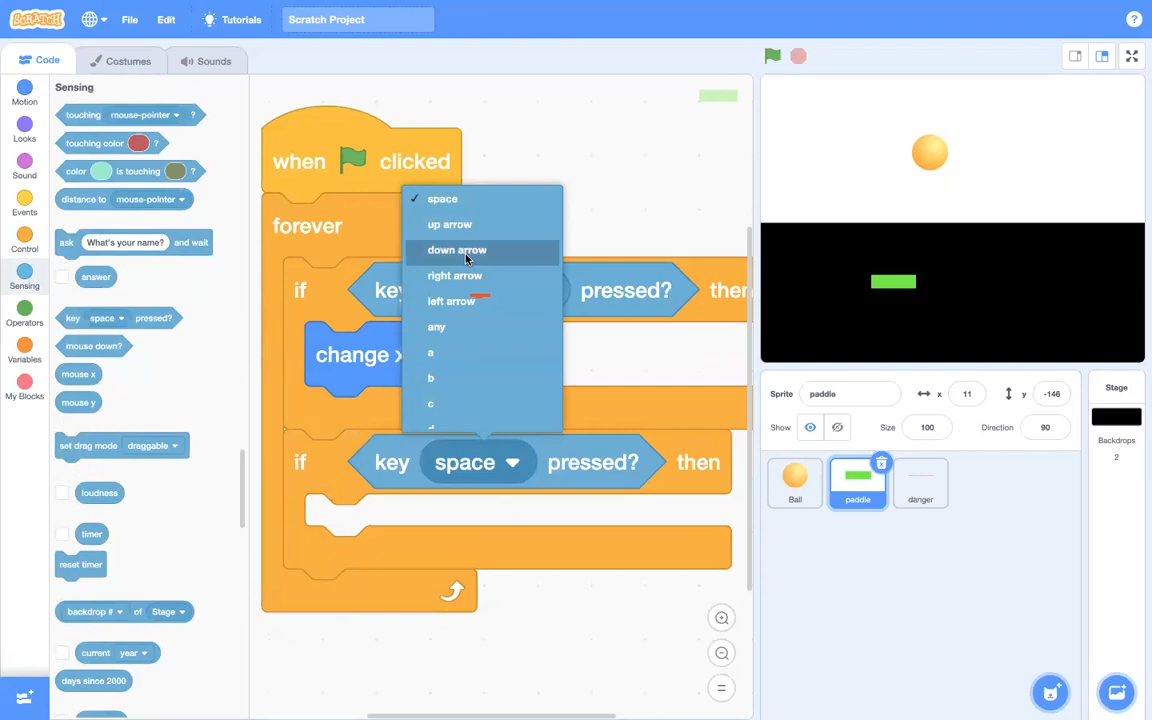 SCRATCH
File
Edit
Tutorials
Scratch Project
?
Code
Costumes
Sounds
Motion
Looks
Sound
Events
Control
Sensing
Operators
Variables
My Blocks
Sensing
touching mouse-pointer ?
touching color ?
color is touching ?
distance to mouse-pointer
ask What's your name? and wait
answer
key space pressed?
mouse down?
mouse x
mouse y
set drag mode draggable
loudness
timer
reset timer
backdrop # of Stage
current year
days since 2000
when clicked
forever
if
pressed?
change x
✓ space
up arrow
down arrow
right arrow
left arrow
any
a
b
c
if key space pressed? then
Sprite paddle
x 11
y -146
Show
Size 100
Direction 90
Ball
paddle
danger
Stage
Backdrops
2